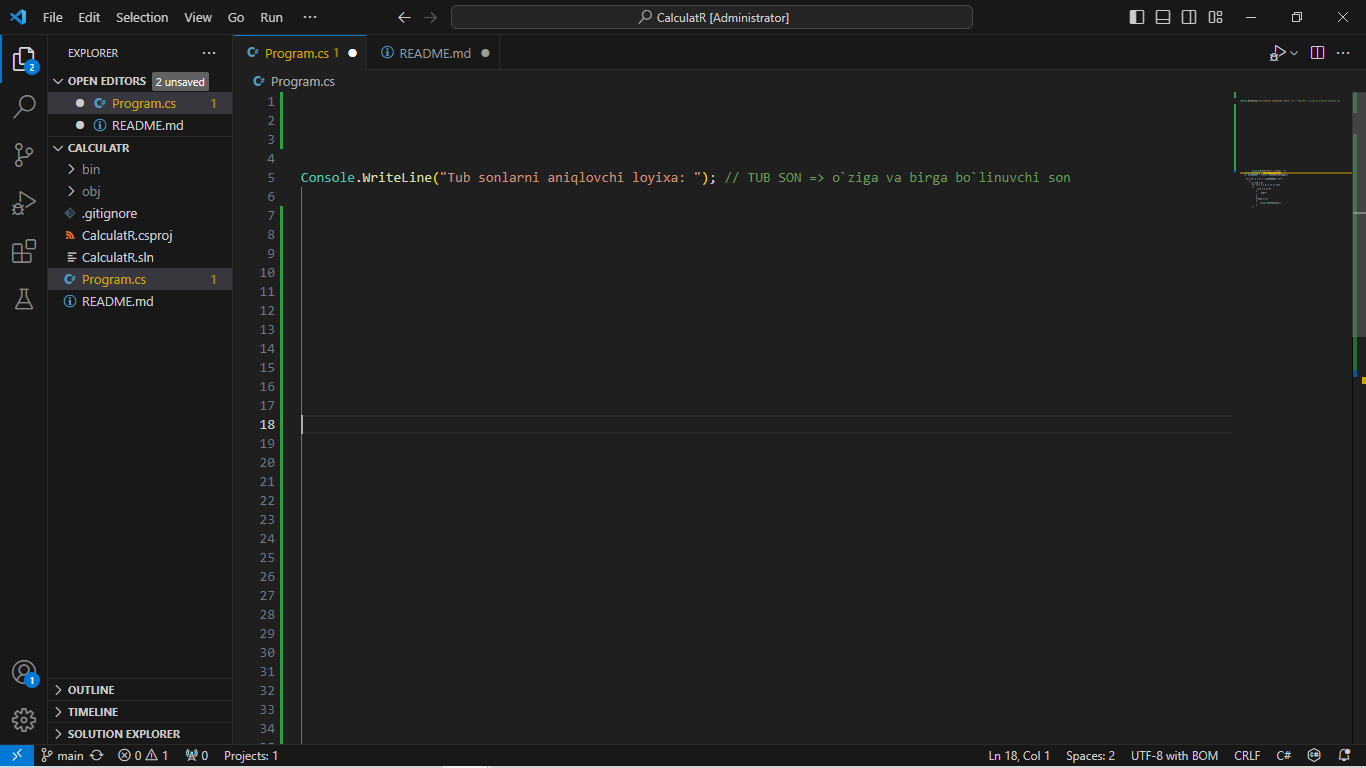 File Edit Selection View Go Run ··· CalculatR [Administrator]
EXPLORER ···
OPEN EDITORS 2 unsaved
Program.cs 1
README.md
CALCULATR
bin
obj
.gitignore
CalculatR.csproj
CalculatR.sln
Program.cs 1
README.md
OUTLINE
TIMELINE
SOLUTION EXPLORER
2
1
Program.cs 1 README.md ···
Program.cs
1
2
3
4
5 Console.WriteLine("Tub sonlarni aniqlovchi loyixa: "); // TUB SON => o`ziga va birga bo`linuvchi son
6
7
8
9
10
11
12
13
14
15
16
17
18
19
20
21
22
23
24
25
26
27
28
29
30
31
32
33
34
main 0 1 0 Projects: 1 Ln 18, Col 1 Spaces: 2 UTF-8 with BOM CRLF C#